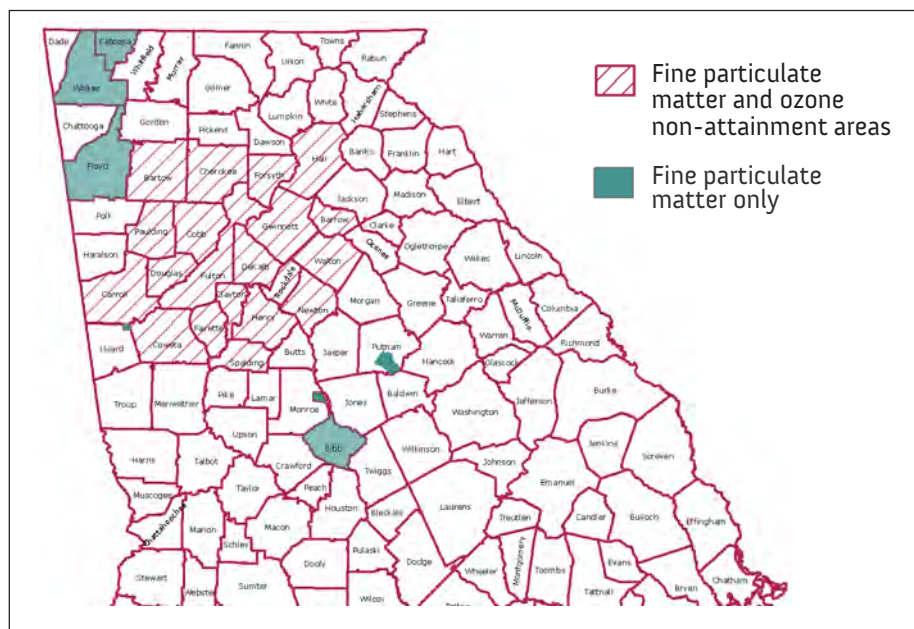 Fine particulate
matter and ozone
non-attainment areas
Fine particulate
matter only
Dade
Catoosa
Whitfield
Murray
Fannin
Union
Towns
Rabun
Walker
Gilmer
White
Habersham
Stephens
Chattooga
Gordon
Pickens
Lumpkin
Dawson
Hall
Banks
Franklin
Hart
Floyd
Bartow
Cherokee
Forsyth
Jackson
Madison
Elbert
Polk
Paulding
Cobb
Gwinnett
Barrow
Clarke
Oconee
Oglethorpe
Wilkes
Lincoln
Haralson
Douglas
Fulton
DeKalb
Rockdale
Walton
Morgan
Greene
Taliaferro
McDuffie
Columbia
Carroll
Clayton
Henry
Newton
Warren
Richmond
Heard
Coweta
Fayette
Spalding
Butts
Jasper
Putnam
Hancock
Glascock
Burke
Troup
Meriwether
Pike
Lamar
Monroe
Jones
Baldwin
Washington
Jefferson
Upson
Bibb
Wilkinson
Jenkins
Screven
Harris
Talbot
Crawford
Twiggs
Johnson
Emanuel
Muscogee
Taylor
Peach
Houston
Bleckley
Laurens
Treutlen
Candler
Bulloch
Effingham
Chattahoochee
Marion
Schley
Macon
Pulaski
Dodge
Wheeler
Montgomery
Toombs
Evans
Bryan
Chatham
Stewart
Webster
Sumter
Dooly
Wilcox
Tattnall